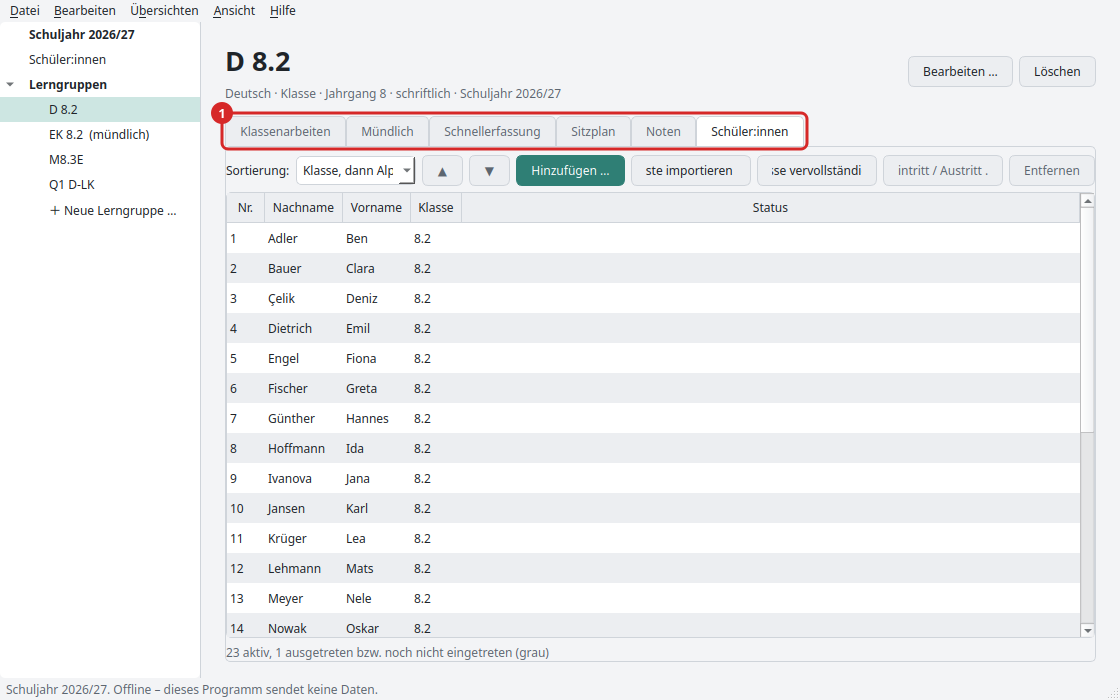 Datei Bearbeiten Übersichten Ansicht Hilfe
Schuljahr 2026/27
Schüler:innen
Lerngruppen
D 8.2
EK 8.2 (mündlich)
M8.3E
Q1 D-LK
+ Neue Lerngruppe ...
D 8.2
Bearbeiten ... Löschen
Deutsch · Klasse · Jahrgang 8 · schriftlich · Schuljahr 2026/27
1
Klassenarbeiten Mündlich Schnellerfassung Sitzplan Noten Schüler:innen
Sortierung: Klasse, dann Alp ▲ ▼ Hinzufügen ... ste importieren se vervollständi intritt / Austritt . Entfernen
Nr. Nachname Vorname Klasse Status
1 Adler Ben 8.2
2 Bauer Clara 8.2
3 Çelik Deniz 8.2
4 Dietrich Emil 8.2
5 Engel Fiona 8.2
6 Fischer Greta 8.2
7 Günther Hannes 8.2
8 Hoffmann Ida 8.2
9 Ivanova Jana 8.2
10 Jansen Karl 8.2
11 Krüger Lea 8.2
12 Lehmann Mats 8.2
13 Meyer Nele 8.2
14 Nowak Oskar 8.2
23 aktiv, 1 ausgetreten bzw. noch nicht eingetreten (grau)
Schuljahr 2026/27. Offline – dieses Programm sendet keine Daten.